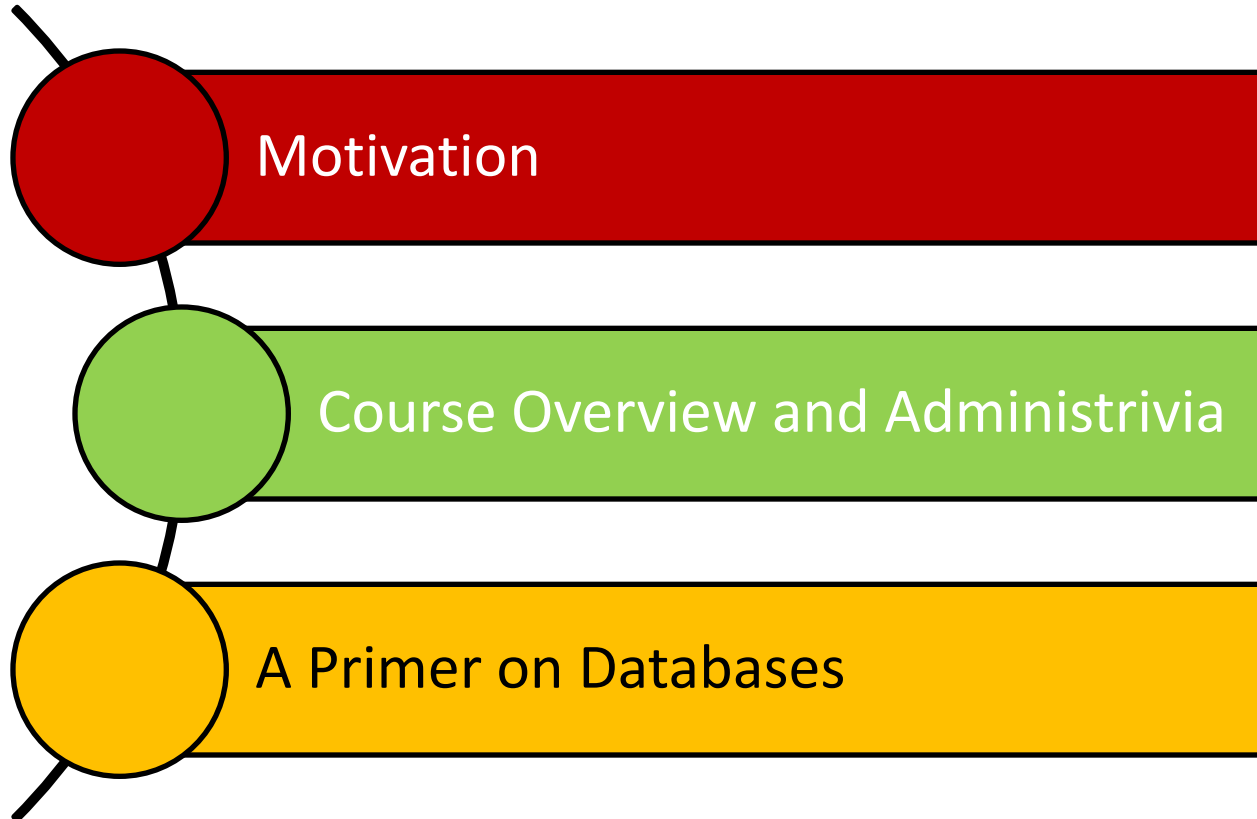 Motivation
Course Overview and Administrivia
A Primer on Databases